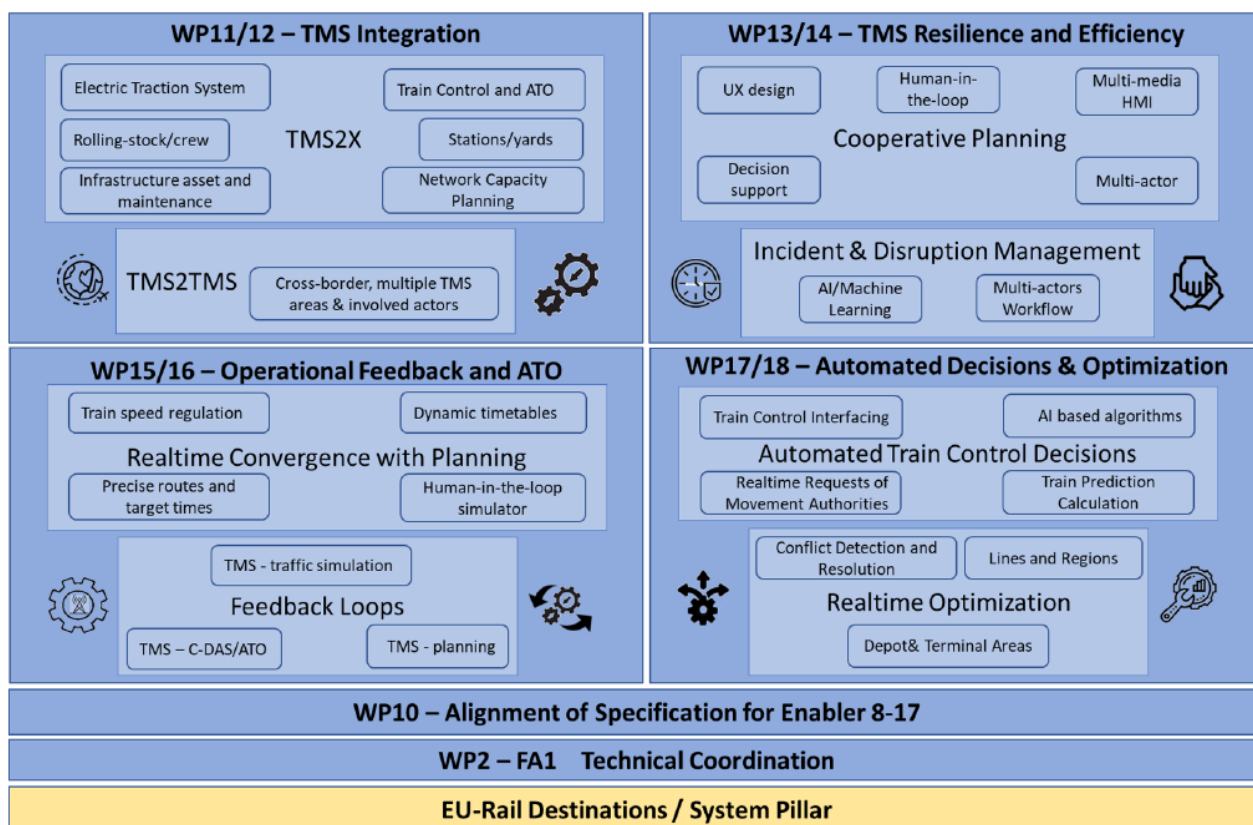 WP11/12 – TMS Integration
Electric Traction System
Train Control and ATO
Rolling-stock/crew
TMS2X
Stations/yards
Infrastructure asset and
maintenance
Network Capacity
Planning
TMS2TMS
Cross-border, multiple TMS
areas & involved actors
WP13/14 – TMS Resilience and Efficiency
UX design
Human-in-
the-loop
Multi-media
HMI
Cooperative Planning
Decision
support
Multi-actor
Incident & Disruption Management
AI/Machine
Learning
Multi-actors
Workflow
WP15/16 – Operational Feedback and ATO
Train speed regulation
Dynamic timetables
Realtime Convergence with Planning
Precise routes and
target times
Human-in-the-loop
simulator
TMS - traffic simulation
Feedback Loops
TMS – C-DAS/ATO
TMS - planning
WP17/18 – Automated Decisions & Optimization
Train Control Interfacing
AI based algorithms
Automated Train Control Decisions
Realtime Requests of
Movement Authorities
Train Prediction
Calculation
Conflict Detection and
Resolution
Lines and Regions
Realtime Optimization
Depot& Terminal Areas
WP10 – Alignment of Specification for Enabler 8-17
WP2 – FA1 Technical Coordination
EU-Rail Destinations / System Pillar